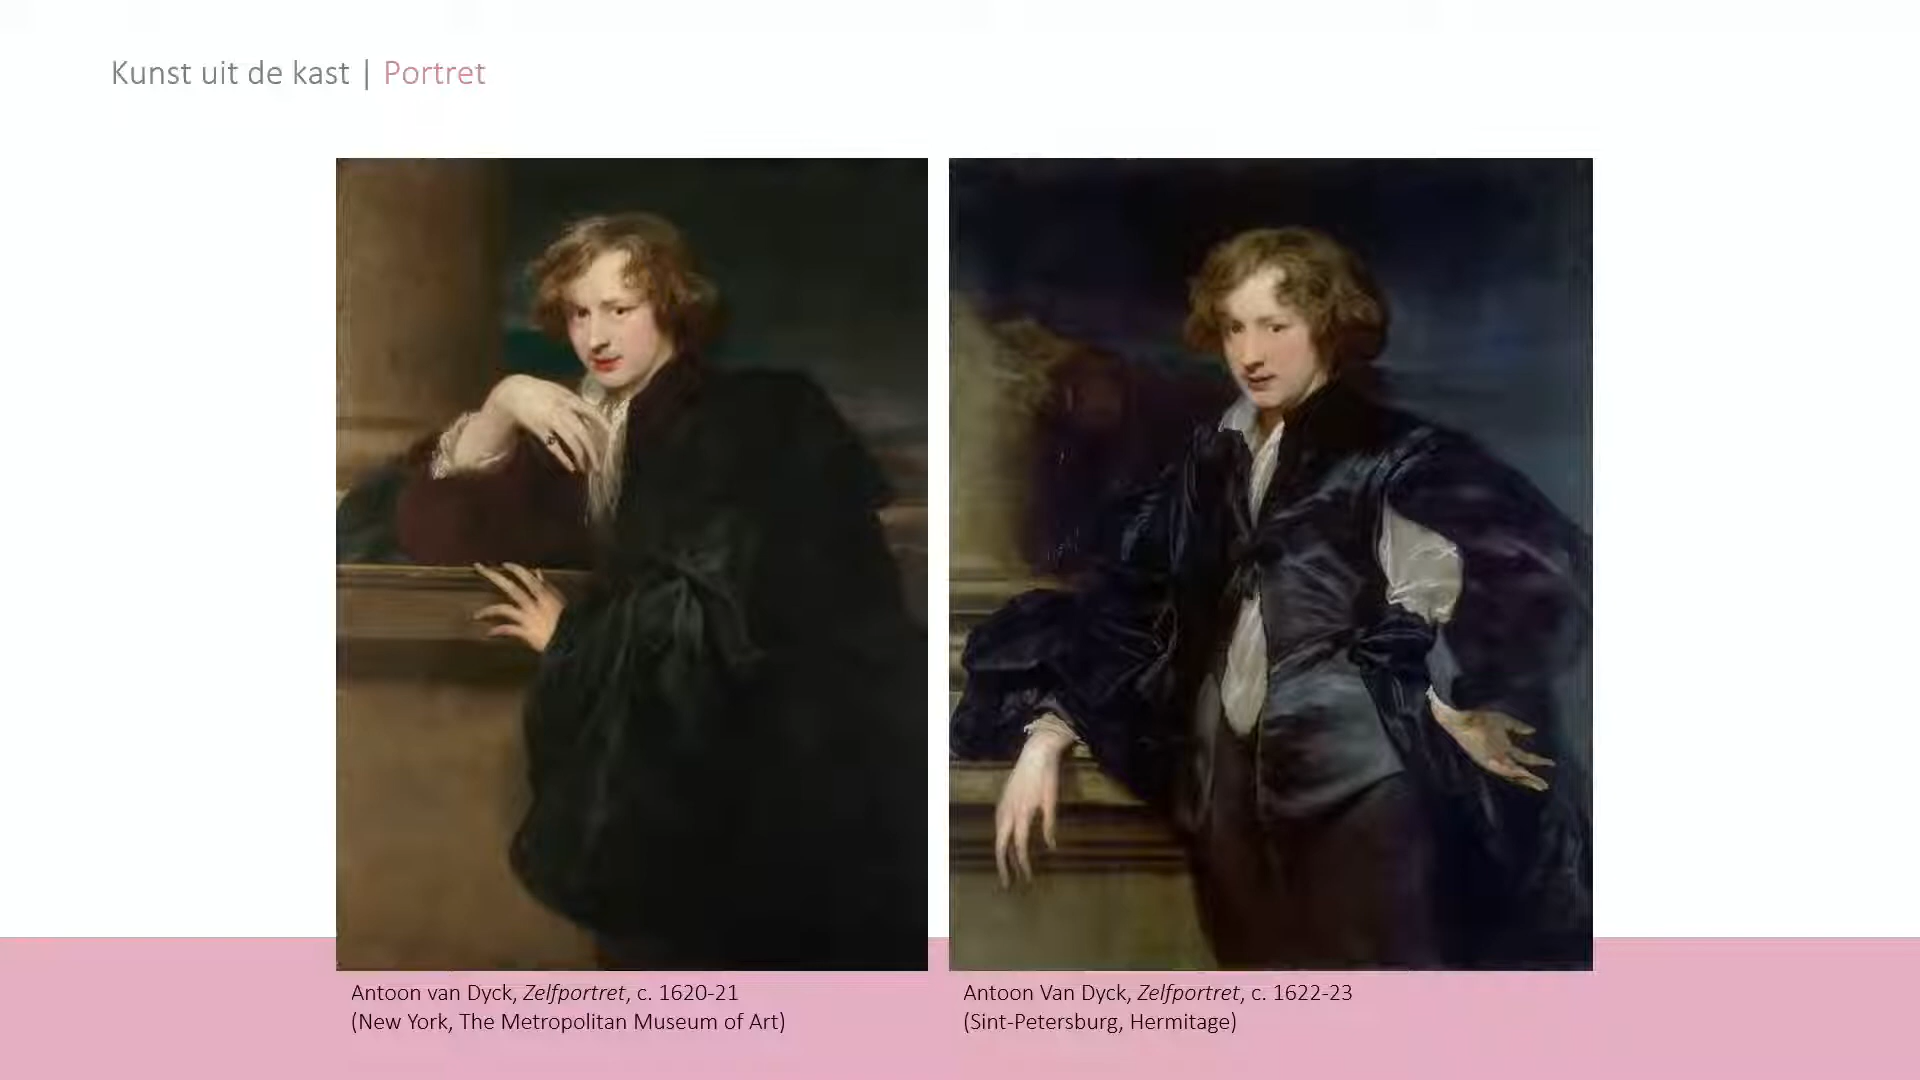 Kunst uit de kast | Portret
Antoon van Dyck, Zelfportret, c. 1620-21
(New York, The Metropolitan Museum of Art)
Antoon Van Dyck, Zelfportret, c. 1622-23
(Sint-Petersburg, Hermitage)